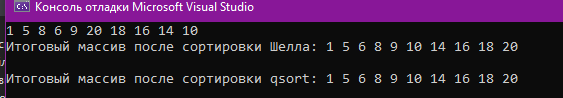 Консоль отладки Microsoft Visual Studio
1 5 8 6 9 20 18 16 14 10
Итоговый массив после сортировки Шелла: 1 5 6 8 9 10 14 16 18 20
Итоговый массив после сортировки qsort: 1 5 6 8 9 10 14 16 18 20